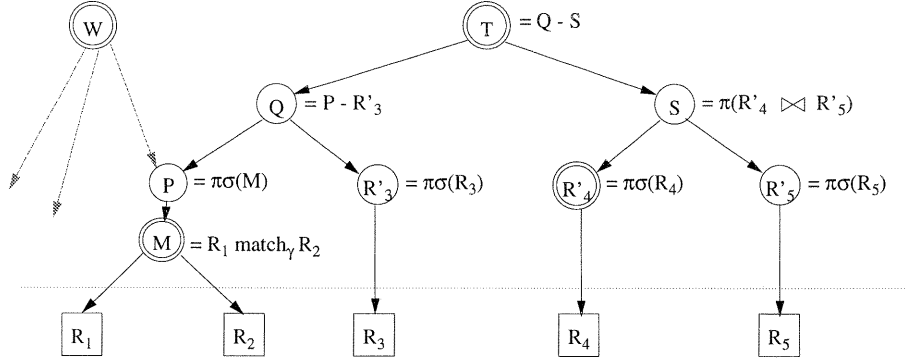 W
T = Q - S
Q = P - R'3
S = π(R'4 ⋈ R'5)
P = πσ(M)
R'3 = πσ(R3)
R'4 = πσ(R4)
R'5 = πσ(R5)
M = R1 matchγ R2
R1
R2
R3
R4
R5